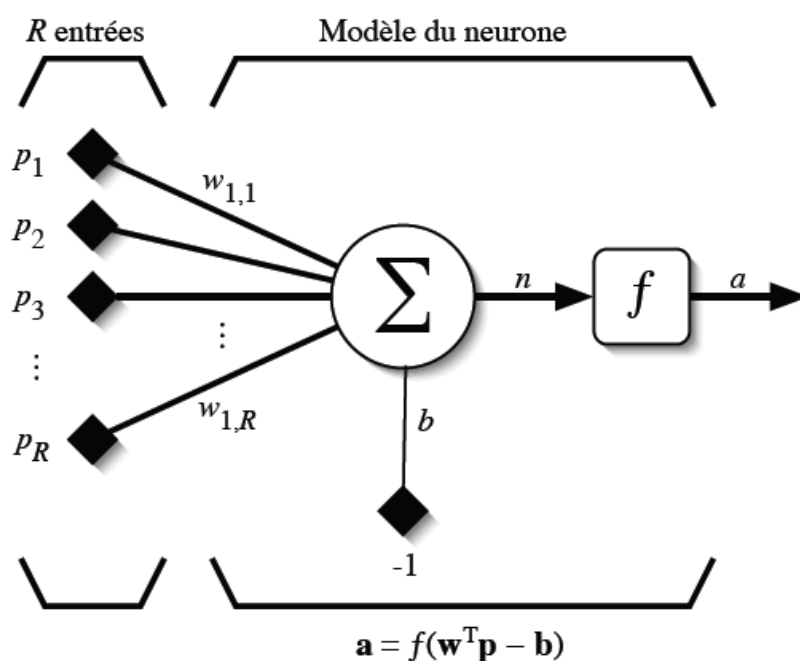 R entrées
Modèle du neurone
p1
w1,1
p2
p3
Σ
n
f
a
⋮
⋮
w1,R
b
pR
-1
a = f(wTp – b)